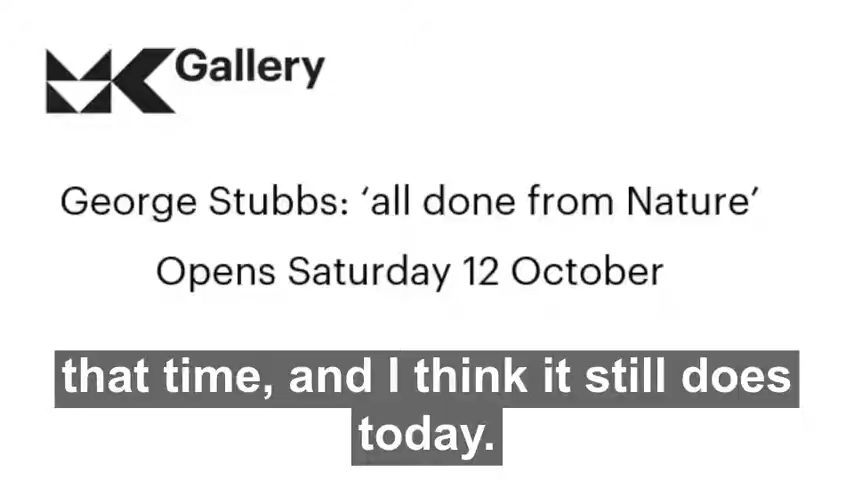 MK Gallery
George Stubbs: ‘all done from Nature’
Opens Saturday 12 October
that time, and I think it still does
today.